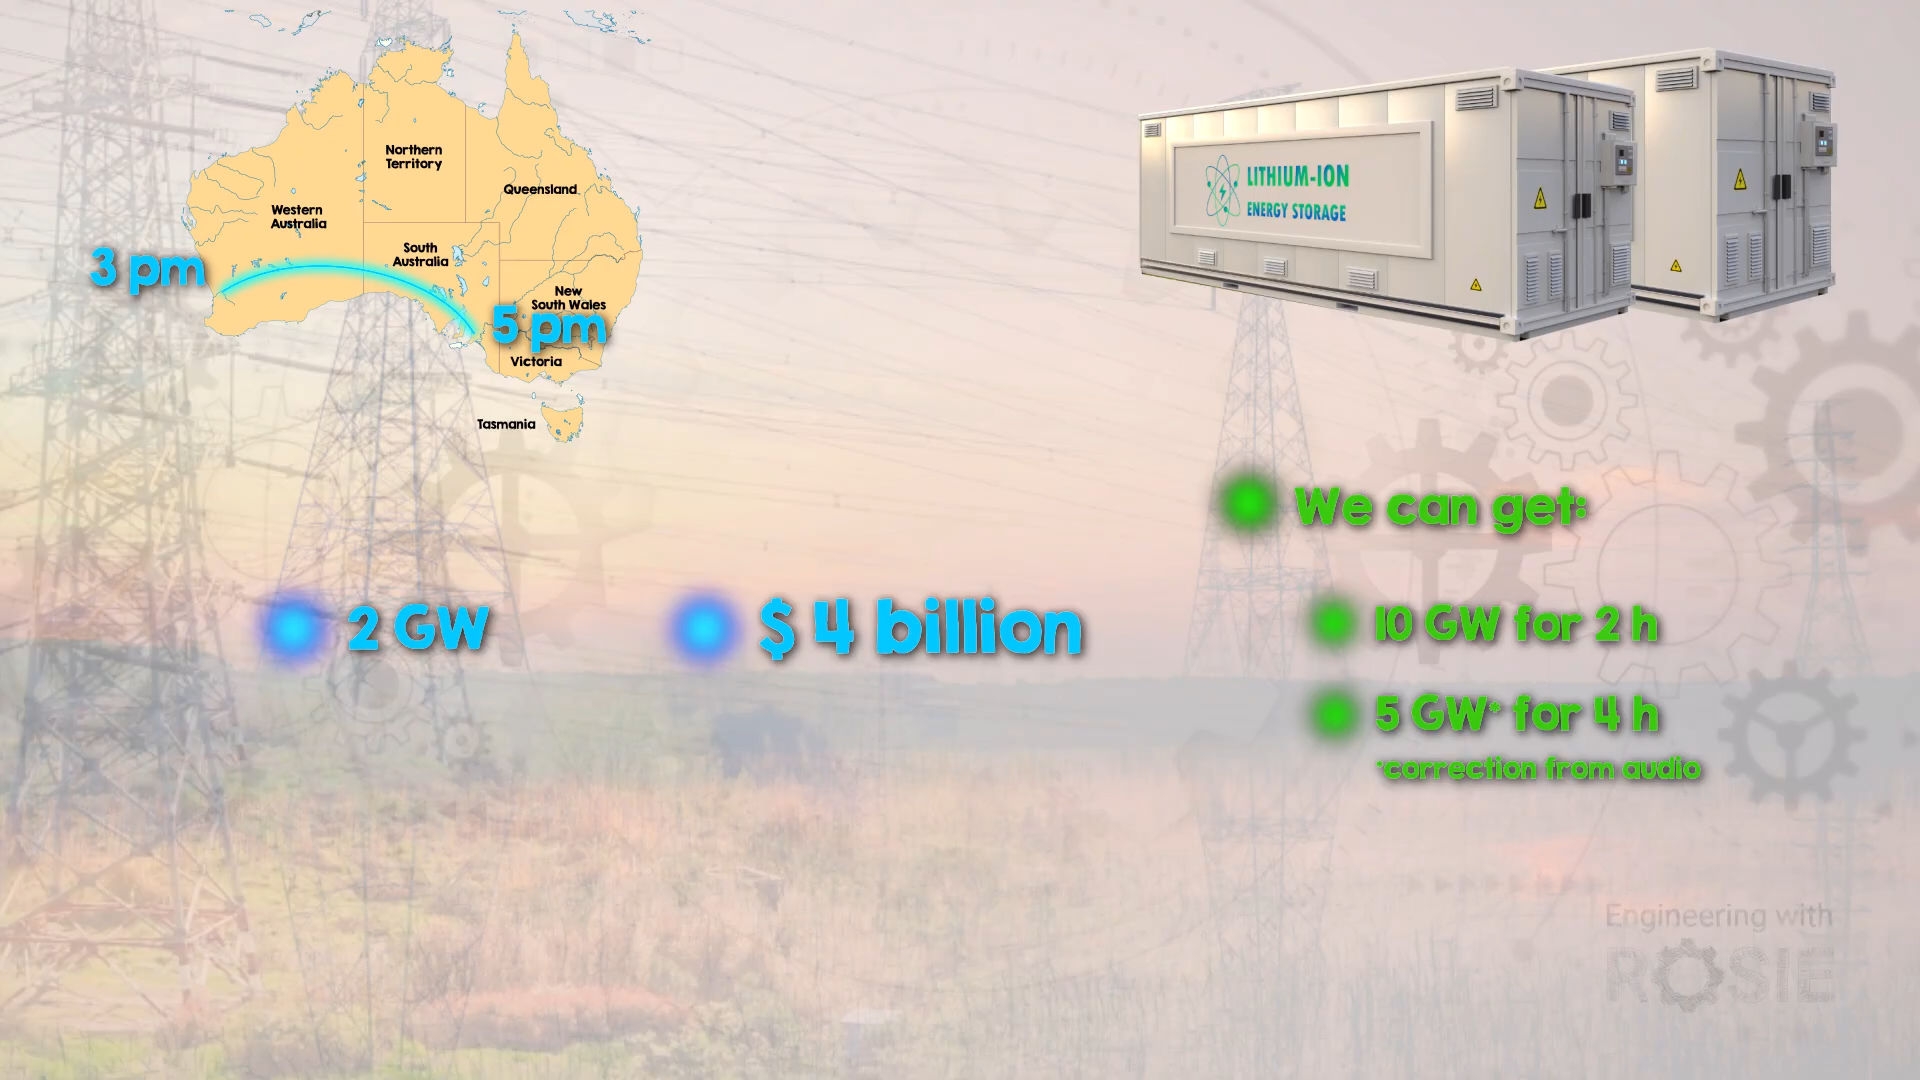 Northern
Territory
Queensland
Western
Australia
South
Australia
3 pm
New
South Wales
5 pm
Victoria
Tasmania
LITHIUM-ION
ENERGY STORAGE
We can get:
2 GW
$ 4 billion
10 GW for 2 h
5 GW* for 4 h
*correction from audio
Engineering with
ROSIE